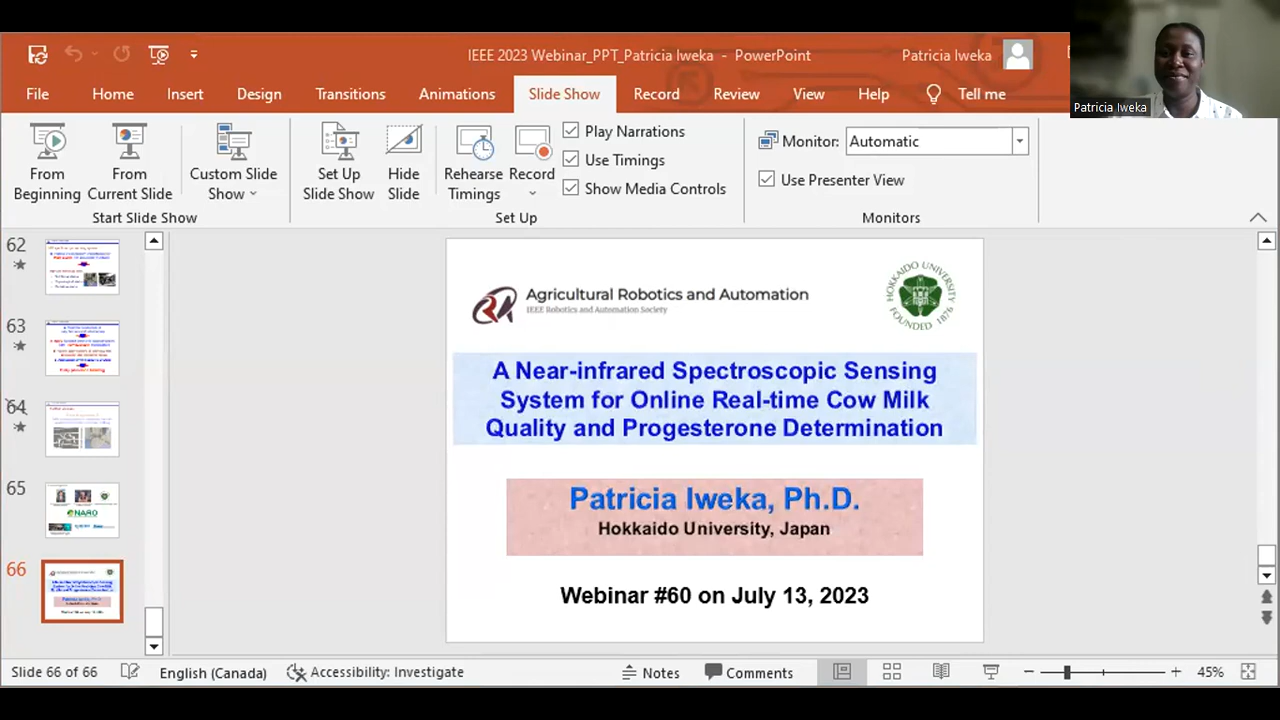 IEEE 2023 Webinar_PPT_Patricia Iweka - PowerPoint
Patricia Iweka
Patricia Iweka
File Home Insert Design Transitions Animations Slide Show Record Review View Help Tell me
From Beginning
From Current Slide
Custom Slide Show
Start Slide Show
Set Up Slide Show
Hide Slide
Rehearse Timings
Record
Play Narrations
Use Timings
Show Media Controls
Set Up
Monitor: Automatic
Use Presenter View
Monitors
62
63
64
65
NARO
66
Agricultural Robotics and Automation
IEEE Robotics and Automation Society
HOKKAIDO UNIVERSITY
FOUNDED 1876
A Near-infrared Spectroscopic Sensing
System for Online Real-time Cow Milk
Quality and Progesterone Determination
Patricia Iweka, Ph.D.
Hokkaido University, Japan
Webinar #60 on July 13, 2023
Slide 66 of 66 English (Canada) Accessibility: Investigate Notes Comments 45%